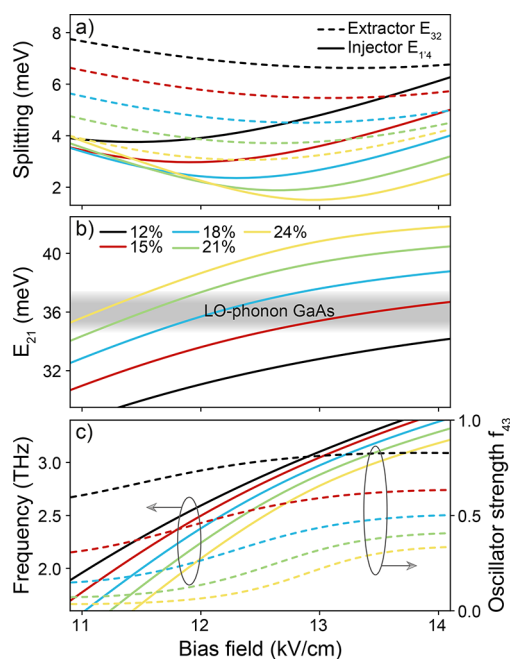 a)
Extractor E₃₂
Injector E₁'₄
8
6
4
2
Splitting (meV)
b)
12% 18% 24%
15% 21%
LO-phonon GaAs
40
36
32
E₂₁ (meV)
c)
3.0
2.5
2.0
Frequency (THz)
1.0
0.5
0.0
Oscillator strength f₄₃
11 12 13 14
Bias field (kV/cm)